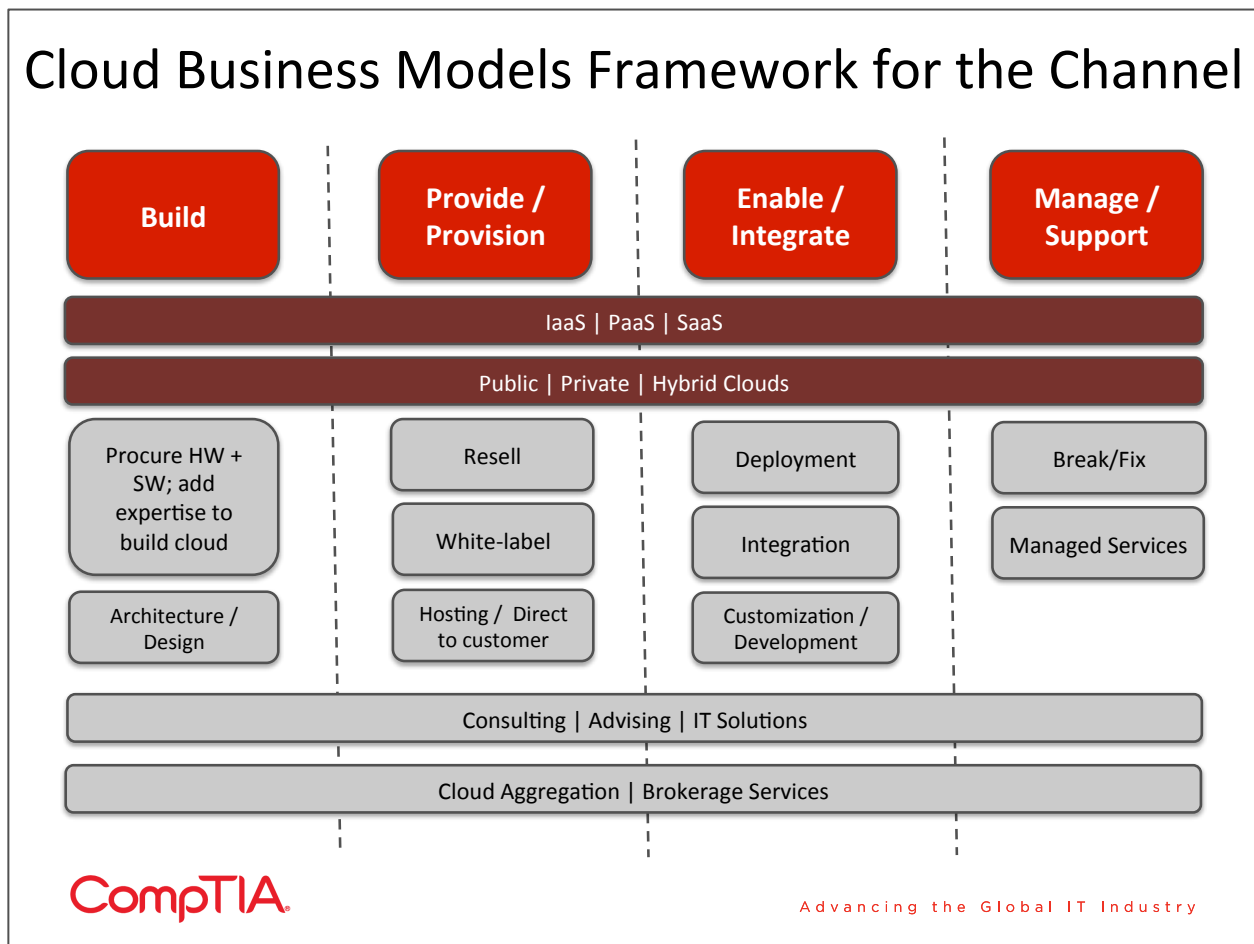 Cloud Business Models Framework for the Channel
Build
Provide /
Provision
Enable /
Integrate
Manage /
Support
IaaS | PaaS | SaaS
Public | Private | Hybrid Clouds
Procure HW +
SW; add
expertise to
build cloud
Architecture /
Design
Resell
White-label
Hosting / Direct
to customer
Deployment
Integration
Customization /
Development
Break/Fix
Managed Services
Consulting | Advising | IT Solutions
Cloud Aggregation | Brokerage Services
CompTIA®
Advancing the Global IT Industry